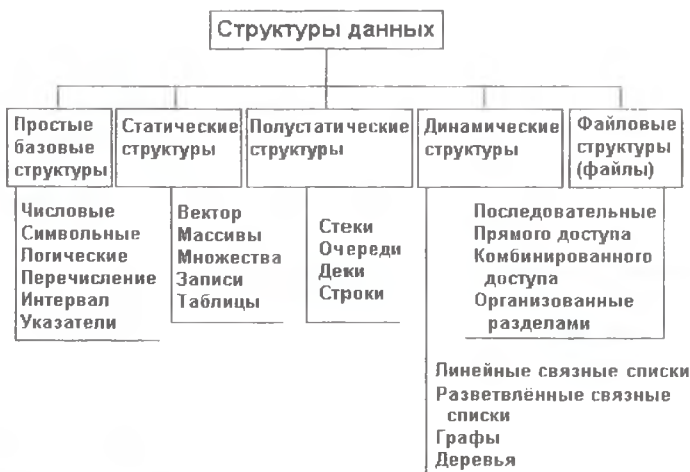 Структуры данных
Простые
базовые
структуры
Статические
структуры
Полустатические
структуры
Динамические
структуры
Файловые
структуры
(файлы)
Числовые
Символьные
Логические
Перечисление
Интервал
Указатели
Вектор
Массивы
Множества
Записи
Таблицы
Стеки
Очереди
Деки
Строки
Последовательные
Прямого доступа
Комбинированного
доступа
Организованные
разделами
Линейные связные списки
Разветвлённые связные
списки
Графы
Деревья